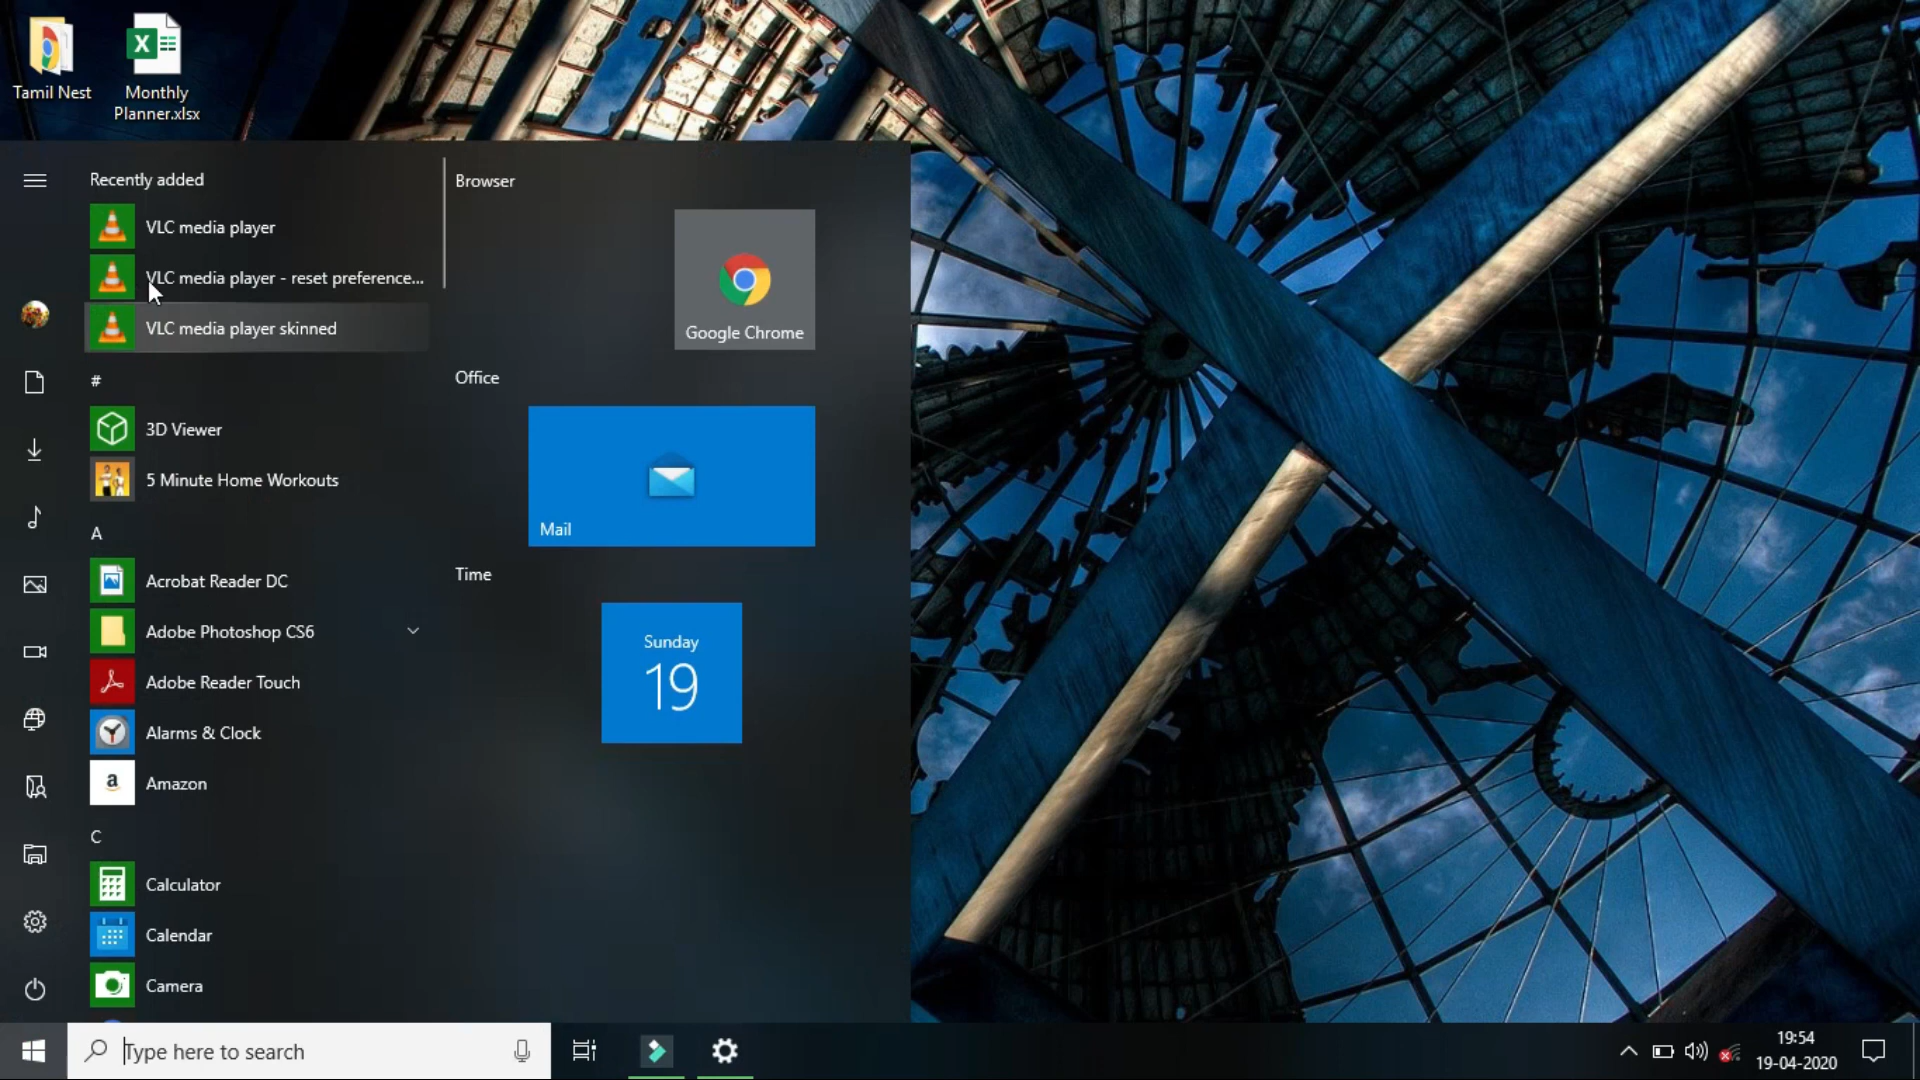 Tamil Nest
Monthly
Planner.xlsx
Recently added
VLC media player
VLC media player - reset preference...
VLC media player skinned
#
3D Viewer
5 Minute Home Workouts
A
Acrobat Reader DC
Adobe Photoshop CS6
Adobe Reader Touch
Alarms & Clock
a
Amazon
C
Calculator
Calendar
Camera
Browser
Google Chrome
Office
Mail
Time
Sunday
19
Type here to search
19:54
19-04-2020